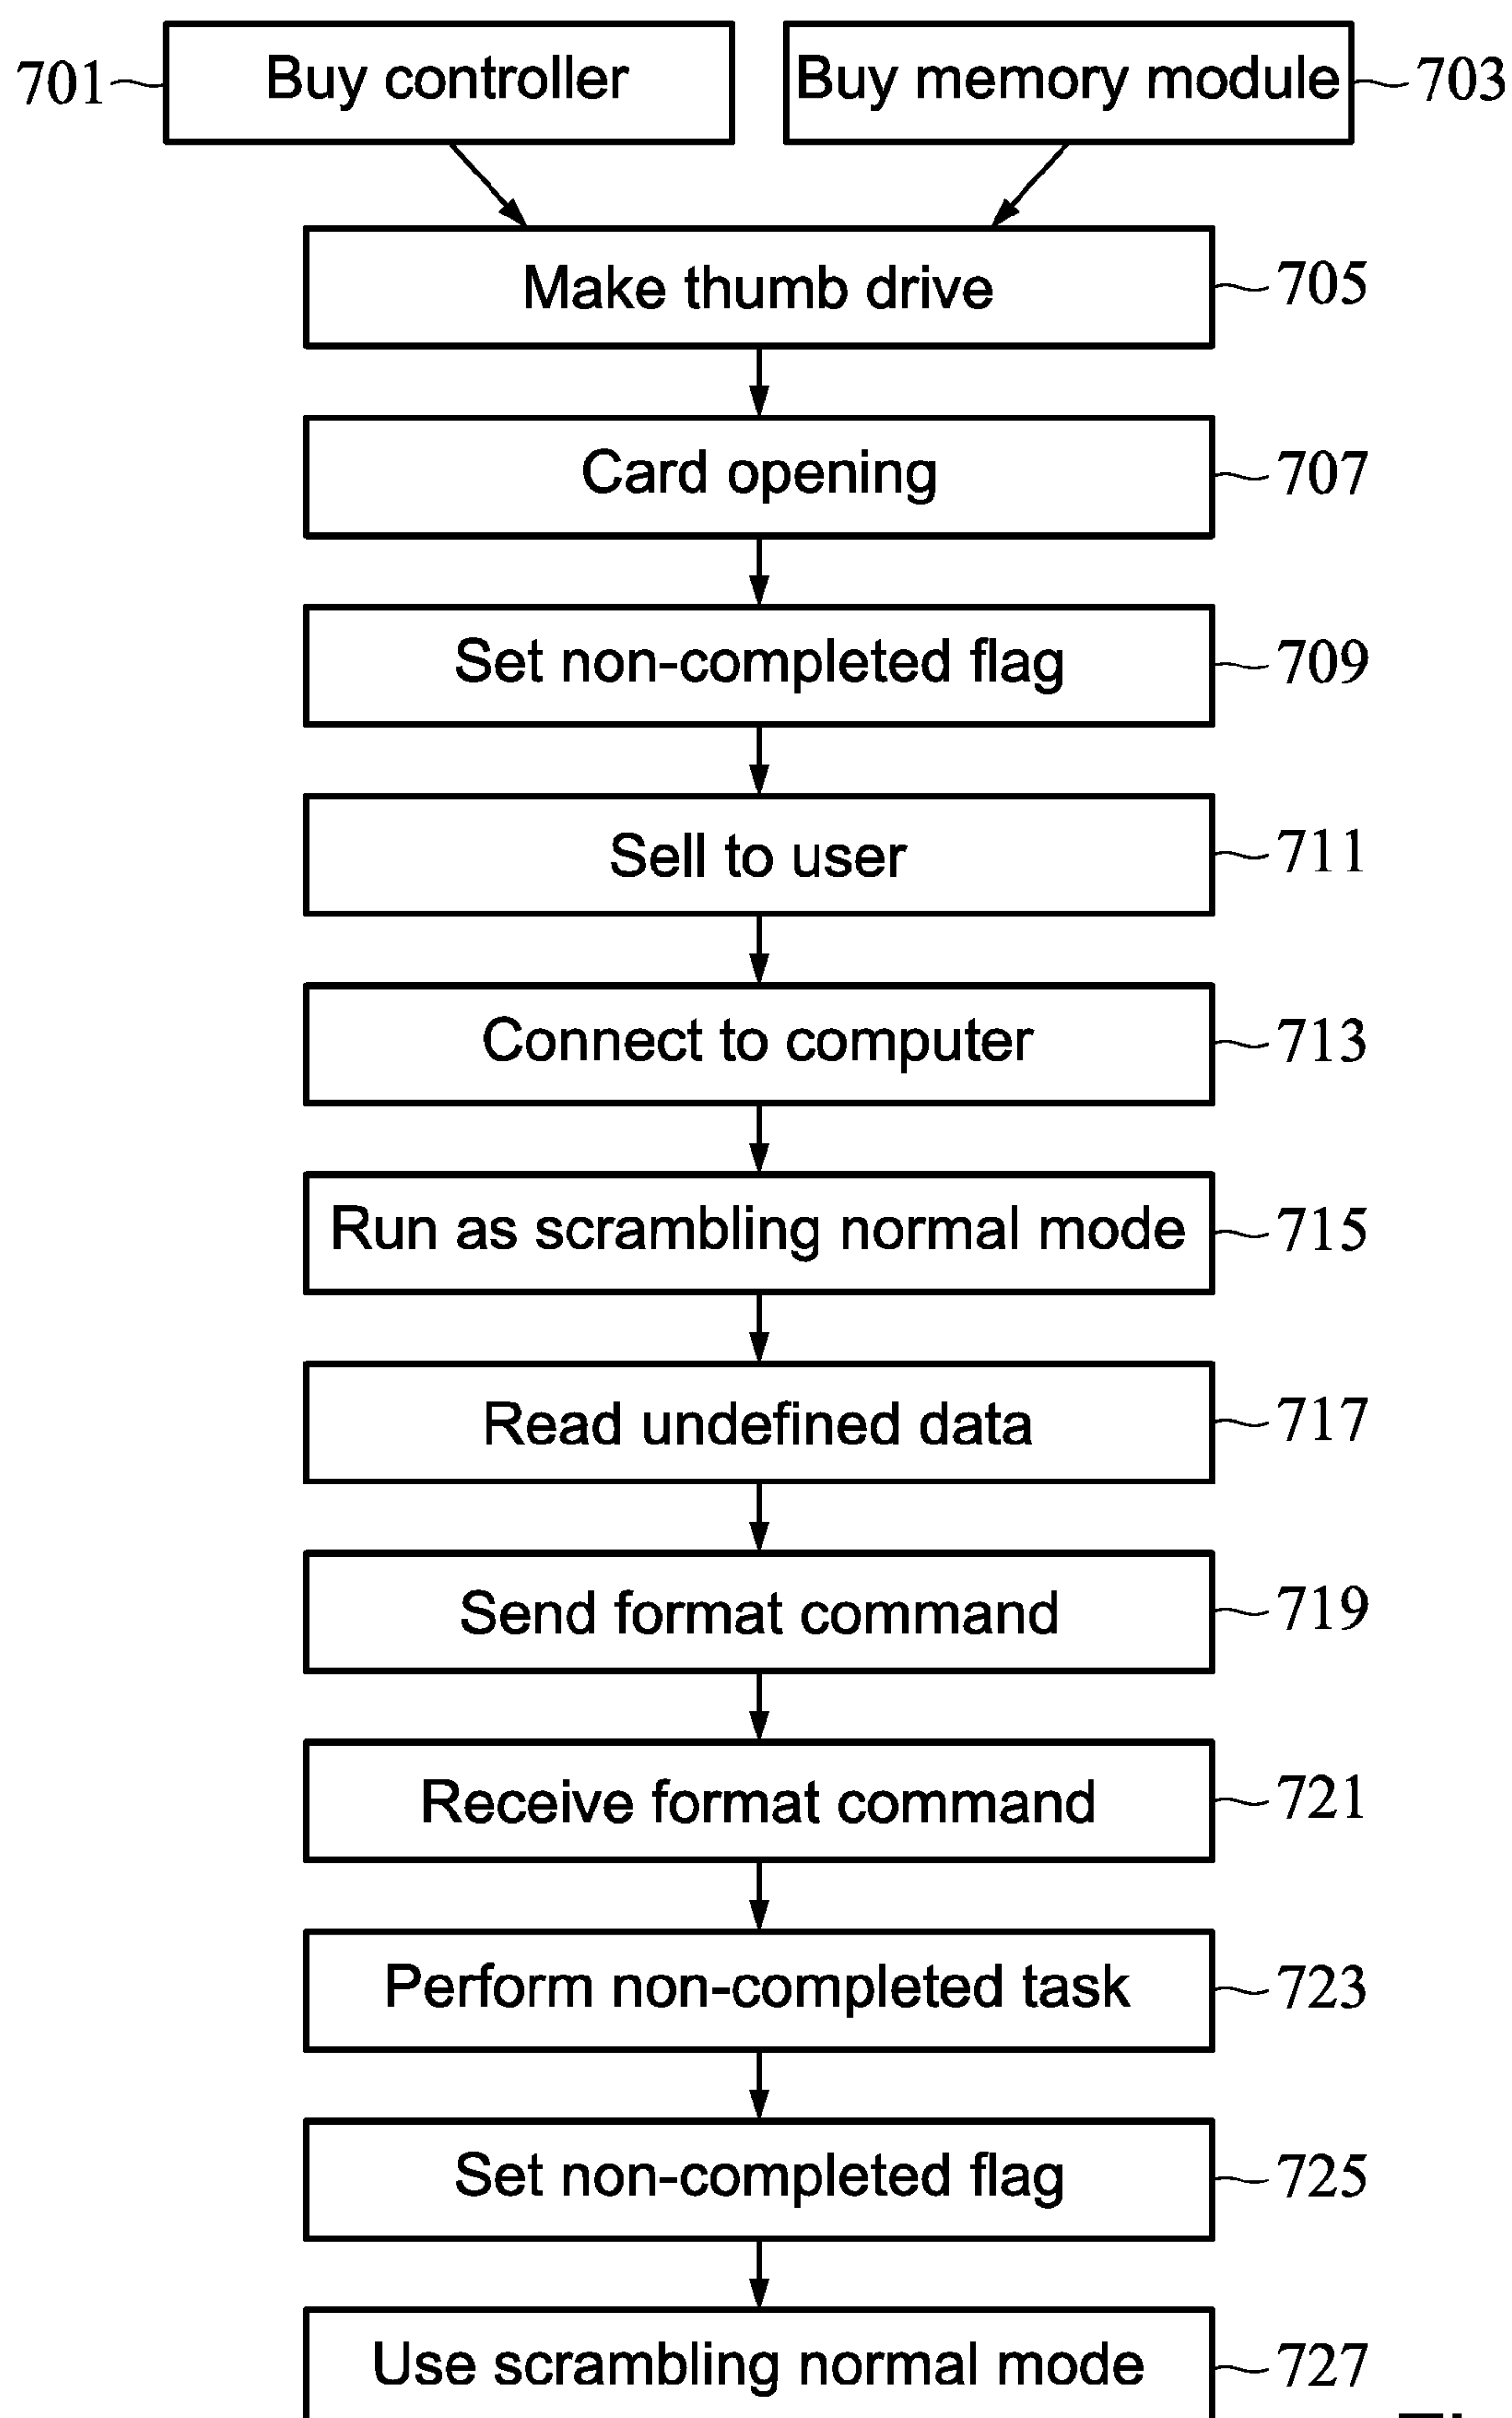 701 Buy controller Buy memory module 703
Make thumb drive 705
Card opening 707
Set non-completed flag 709
Sell to user 711
Connect to computer 713
Run as scrambling normal mode 715
Read undefined data 717
Send format command 719
Receive format command 721
Perform non-completed task 723
Set non-completed flag 725
Use scrambling normal mode 727